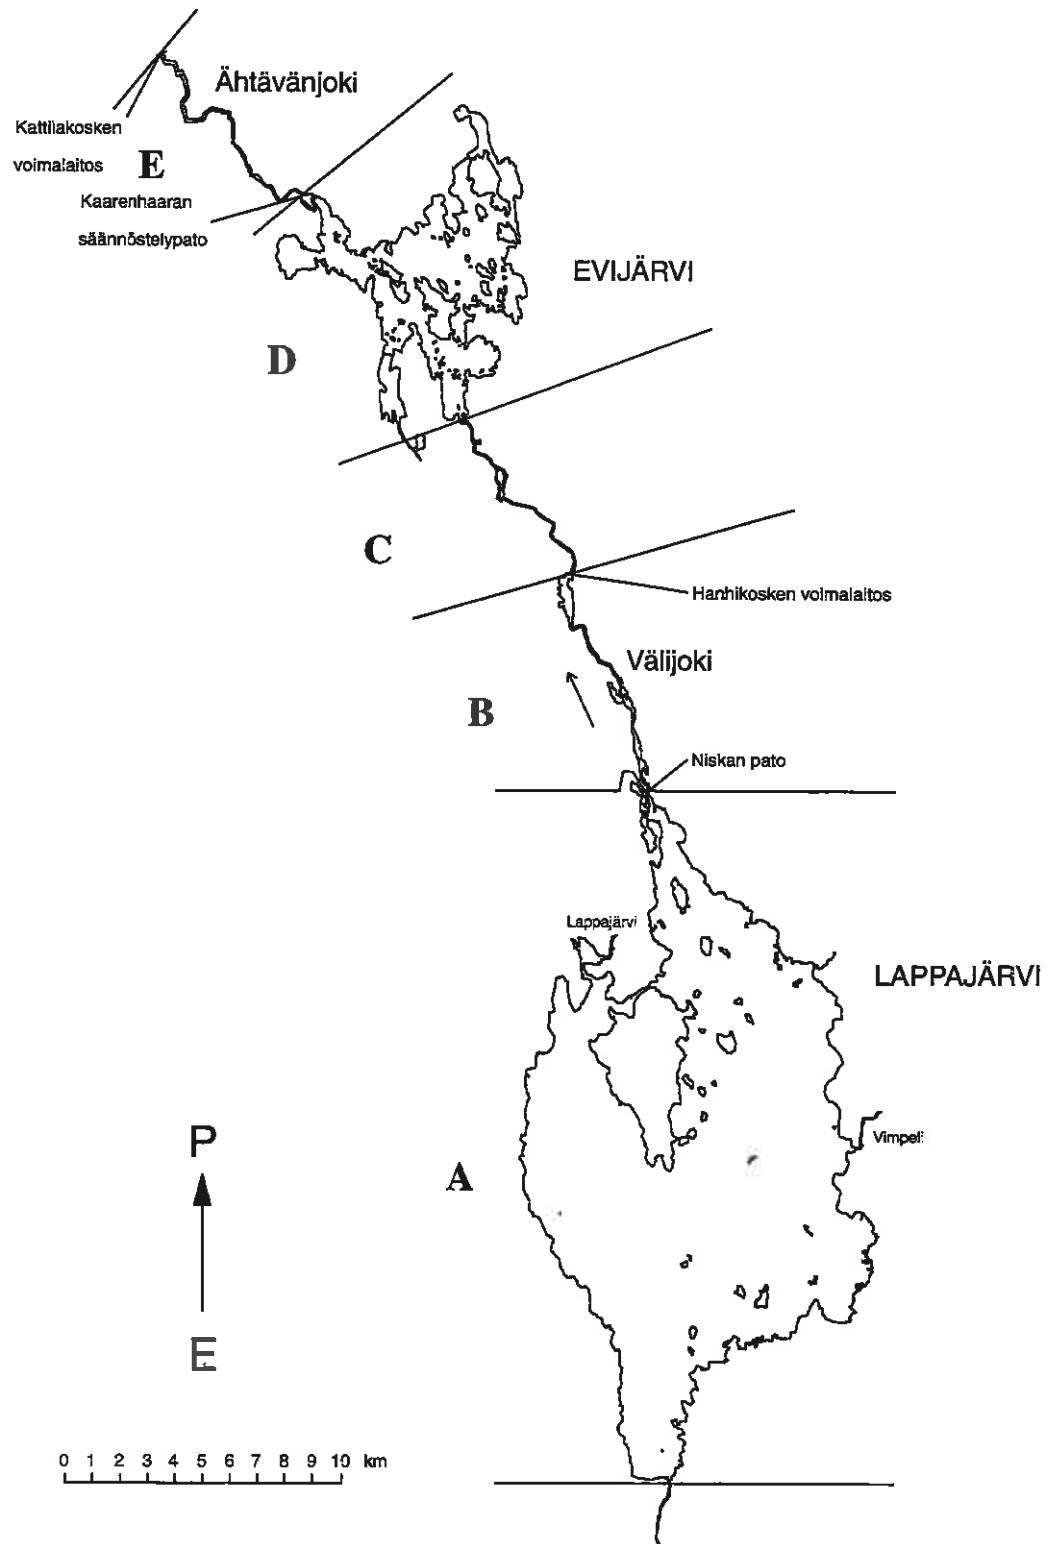 Ähtävänjoki
Kattilakosken
voimalaitos
E
Kaarenhaaran
säännöstelypato
EVIJÄRVI
D
C
Hanhikosken voimalaitos
Välijoki
B
Niskan pato
Lappajärvi
LAPPAJÄRVI
P
Vimpeli
A
E
0 1 2 3 4 5 6 7 8 9 10 km